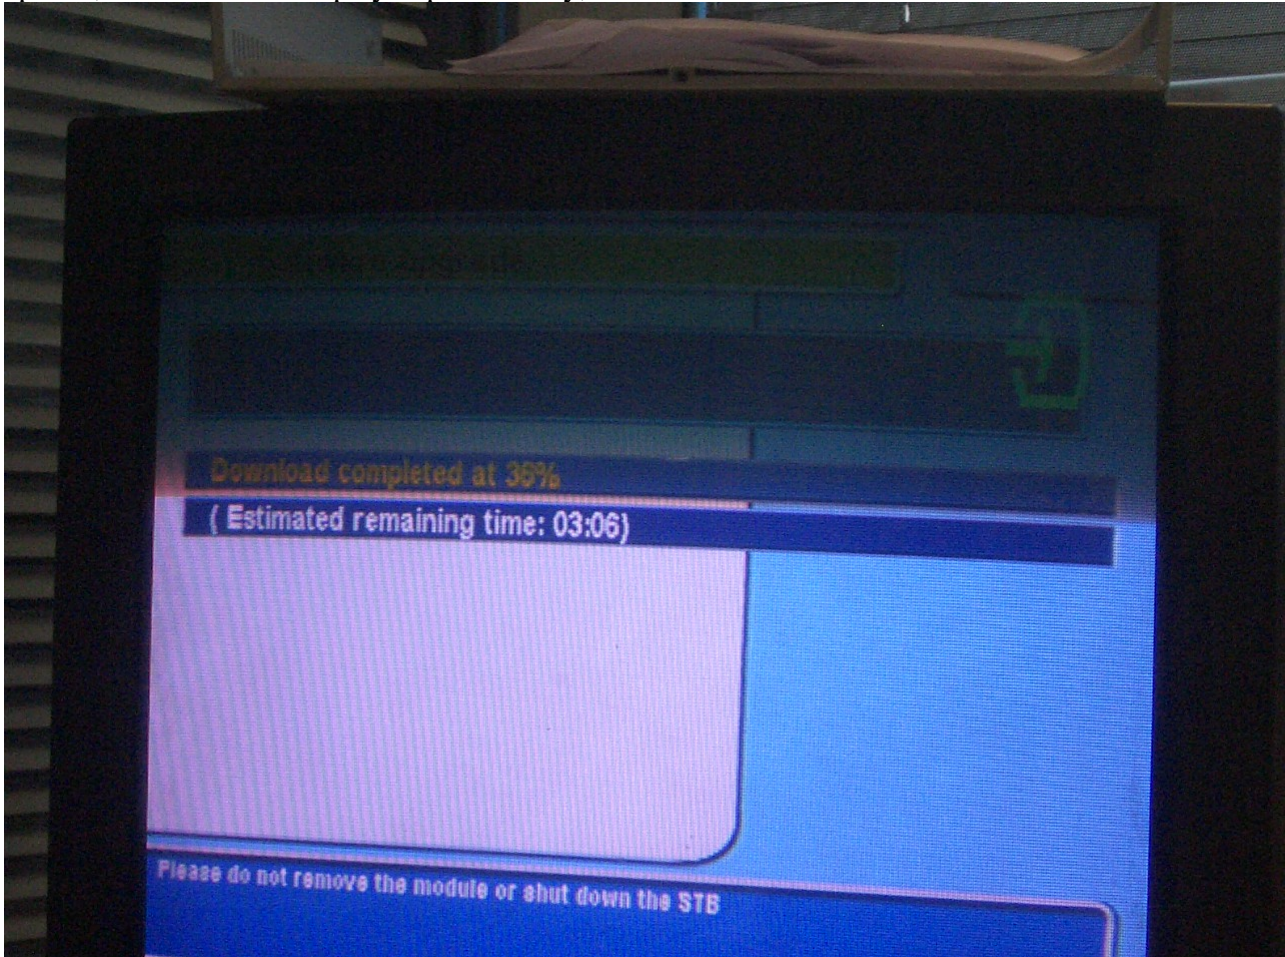 upgrade
Download completed at 36%
( Estimated remaining time: 03:06)
Please do not remove the module or shut down the STB